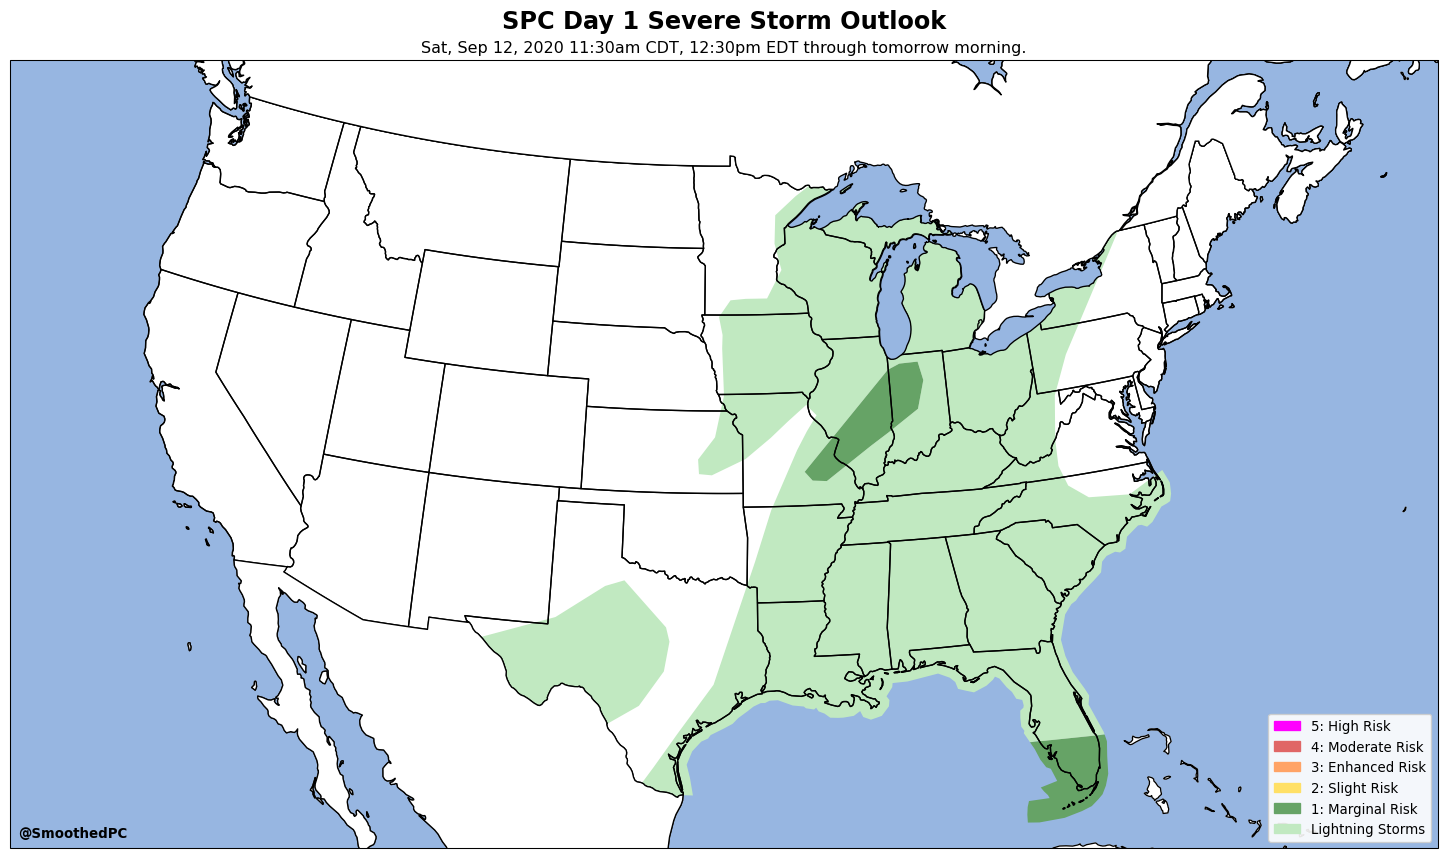 SPC Day 1 Severe Storm Outlook
Sat, Sep 12, 2020 11:30am CDT, 12:30pm EDT through tomorrow morning.
5: High Risk
4: Moderate Risk
3: Enhanced Risk
2: Slight Risk
1: Marginal Risk
Lightning Storms
@SmoothedPC